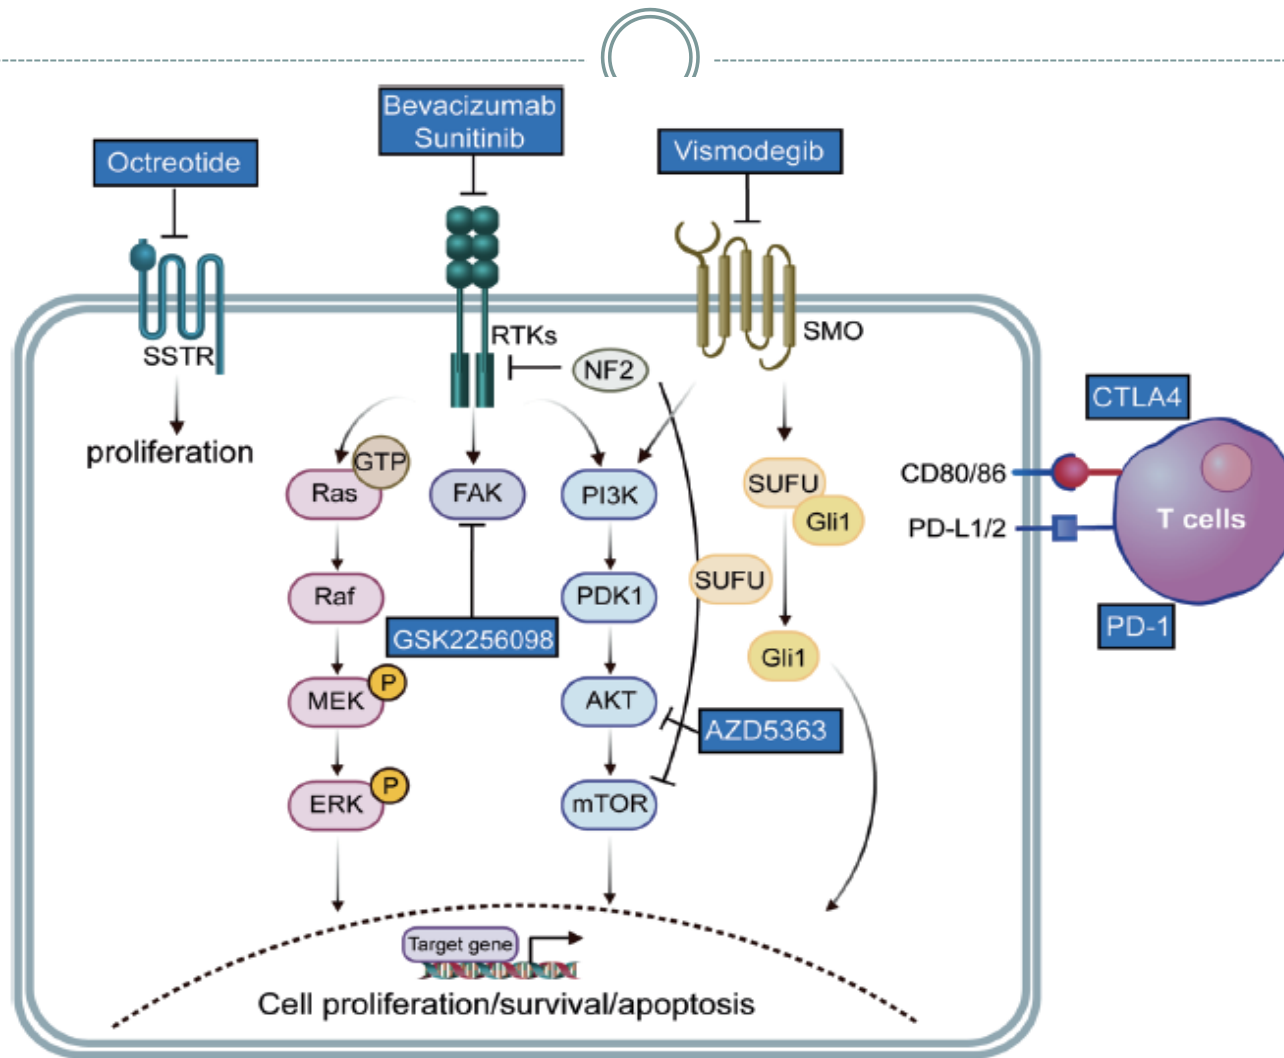 Bevacizumab
Sunitinib
Octreotide
Vismodegib
SSTR
RTKs
NF2
SMO
proliferation
CTLA4
CD80/86
PD-L1/2
T cells
PD-1
GTP
Ras
FAK
PI3K
SUFU
Gli1
Raf
PDK1
SUFU
GSK2256098
Gli1
MEK
P
AKT
AZD5363
ERK
P
mTOR
Target gene
Cell proliferation/survival/apoptosis